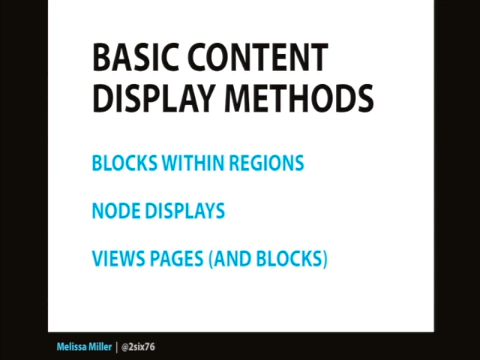 BASIC CONTENT
DISPLAY METHODS
BLOCKS WITHIN REGIONS
NODE DISPLAYS
VIEWS PAGES (AND BLOCKS)
Melissa Miller | @2six76